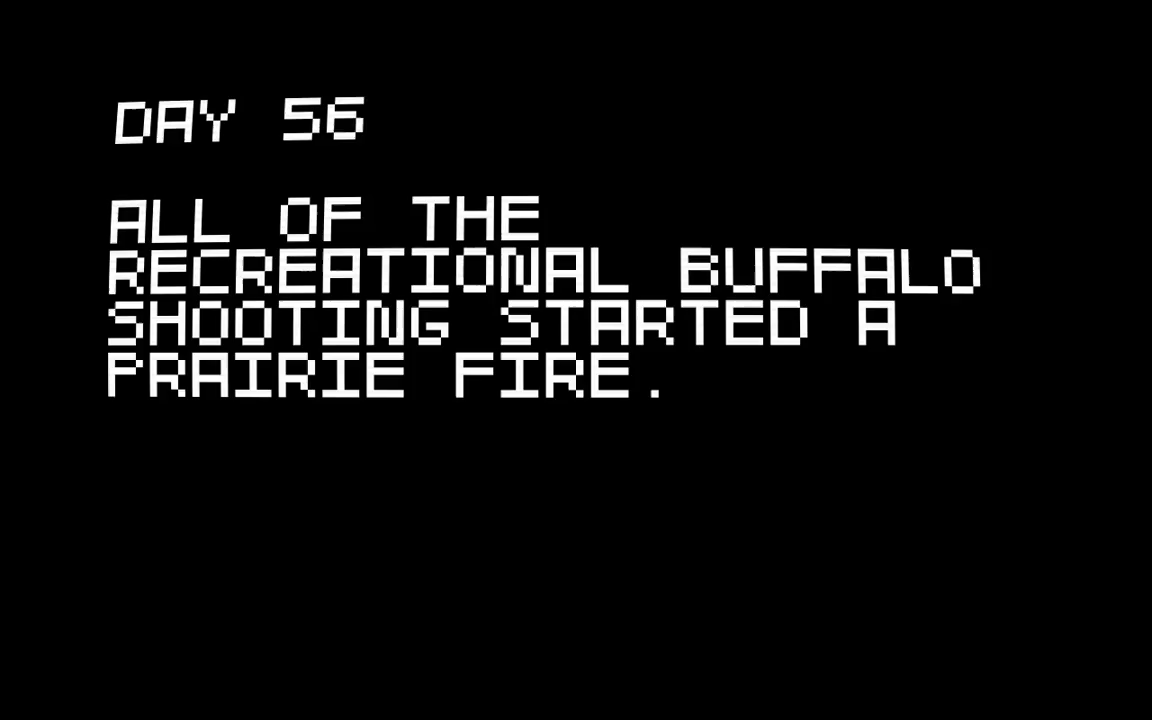 DAY 56
ALL OF THE
RECREATIONAL BUFFALO
SHOOTING STARTED A
PRAIRIE FIRE.